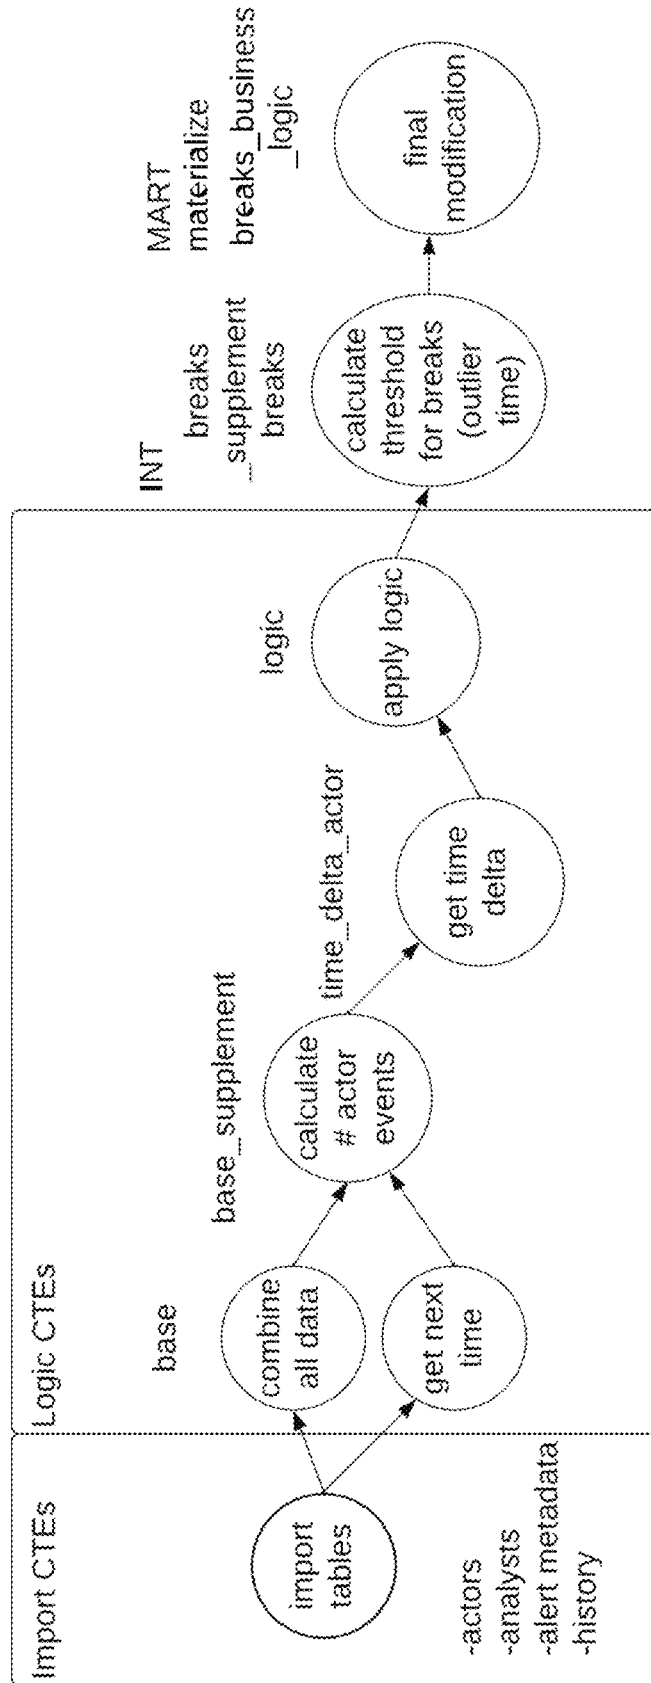 Import CTEs
import
tables
-actors
-analysts
-alert metadata
-history
Logic CTEs
base
combine
all data
get next
time
base_supplement
calculate
# actor
events
time_delta_actor
get time
delta
logic
apply logic
INT
breaks
_supplement
breaks
calculate
threshold
for breaks
(outlier
time)
MART
materialize
breaks_business
_logic
final
modification